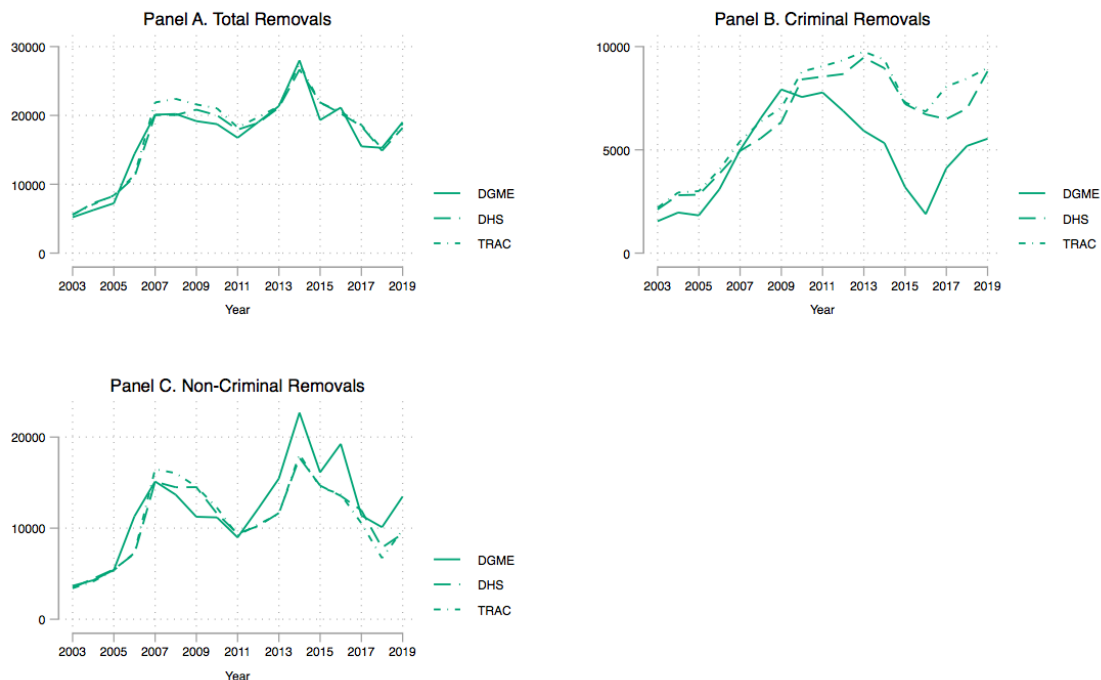 Panel A. Total Removals
30000
20000
10000
0
2003 2005 2007 2009 2011 2013 2015 2017 2019
Year
DGME
DHS
TRAC
Panel B. Criminal Removals
10000
5000
0
2003 2005 2007 2009 2011 2013 2015 2017 2019
Year
DGME
DHS
TRAC
Panel C. Non-Criminal Removals
20000
10000
0
2003 2005 2007 2009 2011 2013 2015 2017 2019
Year
DGME
DHS
TRAC